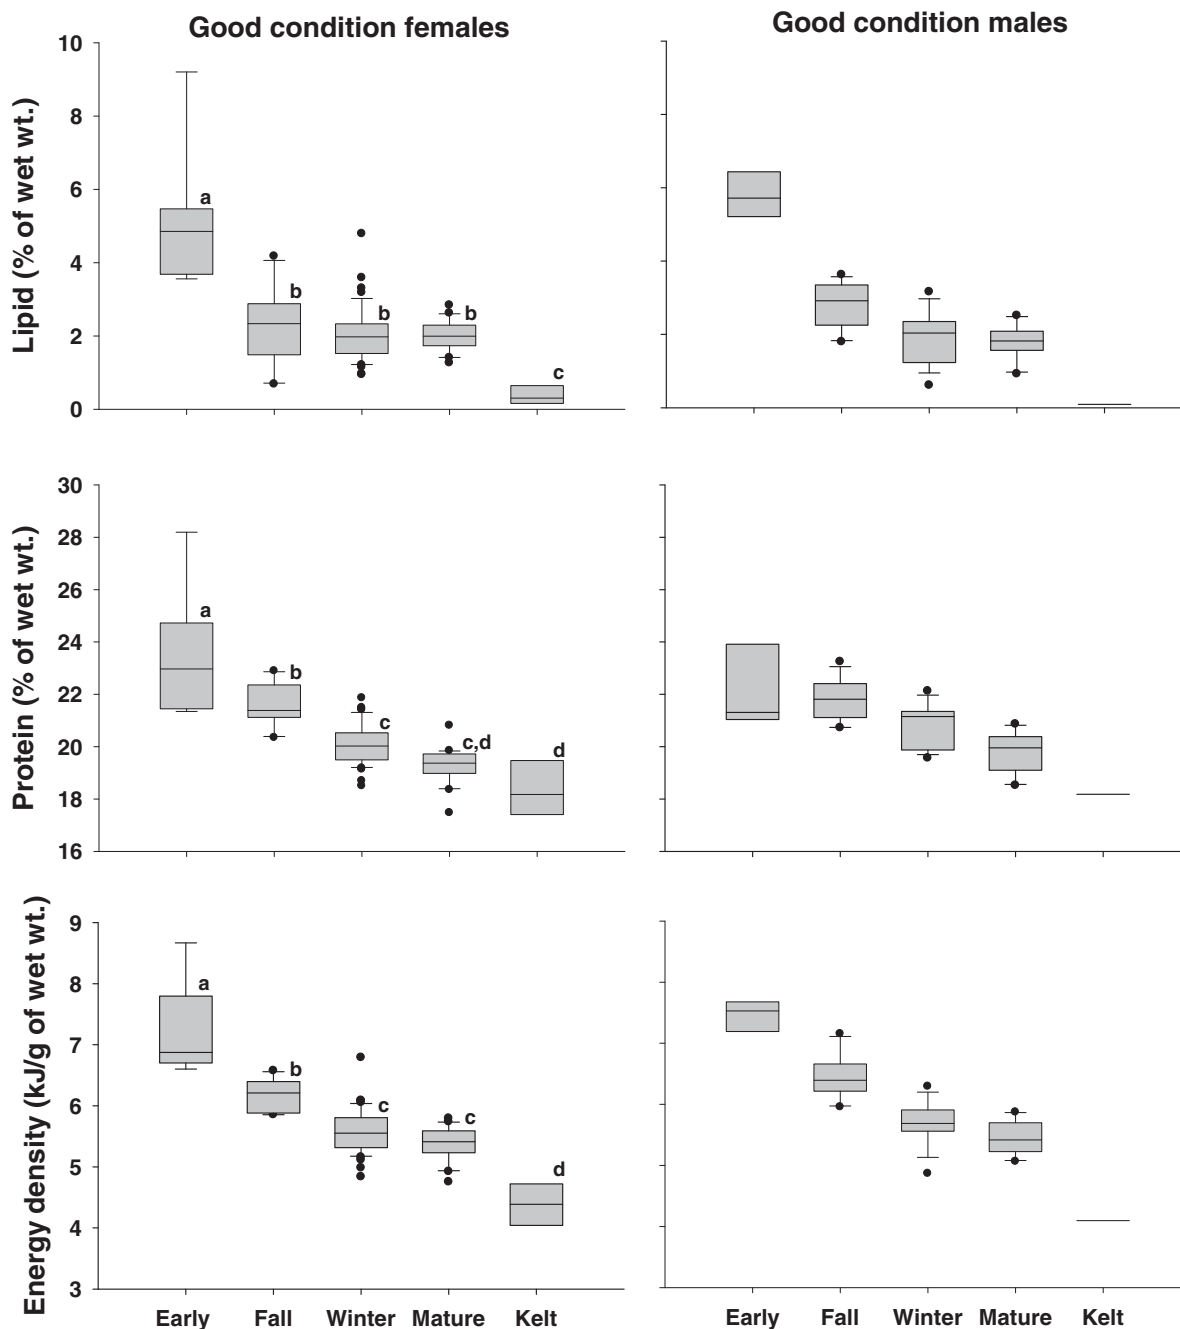 Good condition females
Good condition males
Lipid (% of wet wt.)
10
8
6
4
2
0
a
b
b
b
c
Protein (% of wet wt.)
30
28
26
24
22
20
18
16
a
b
c
c,d
d
Energy density (kJ/g of wet wt.)
9
8
7
6
5
4
3
a
b
c
c
d
Early Fall Winter Mature Kelt
Early Fall Winter Mature Kelt